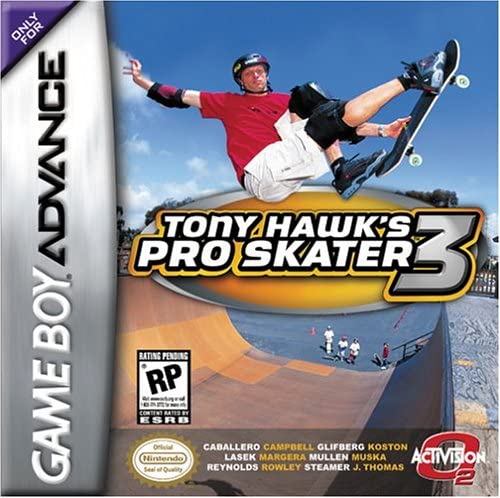 ONLY FOR
GAME BOY ADVANCE
TONY HAWK'S
PRO SKATER 3
RATING PENDING
RP
CONTENT RATED BY
ESRB
Official
Nintendo
Seal of Quality
CABALLERO CAMPBELL GLIFBERG KOSTON
LASEK MARGERA MULLEN MUSKA
REYNOLDS ROWLEY STEAMER J. THOMAS
ACTIVISION
O2